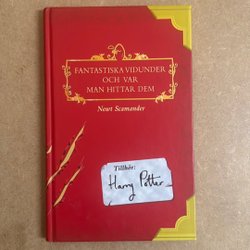 FANTASTISKA VIDUNDER
OCH VAR
MAN HITTAR DEM
Newt Scamander
Tillhör:
Harry Potter